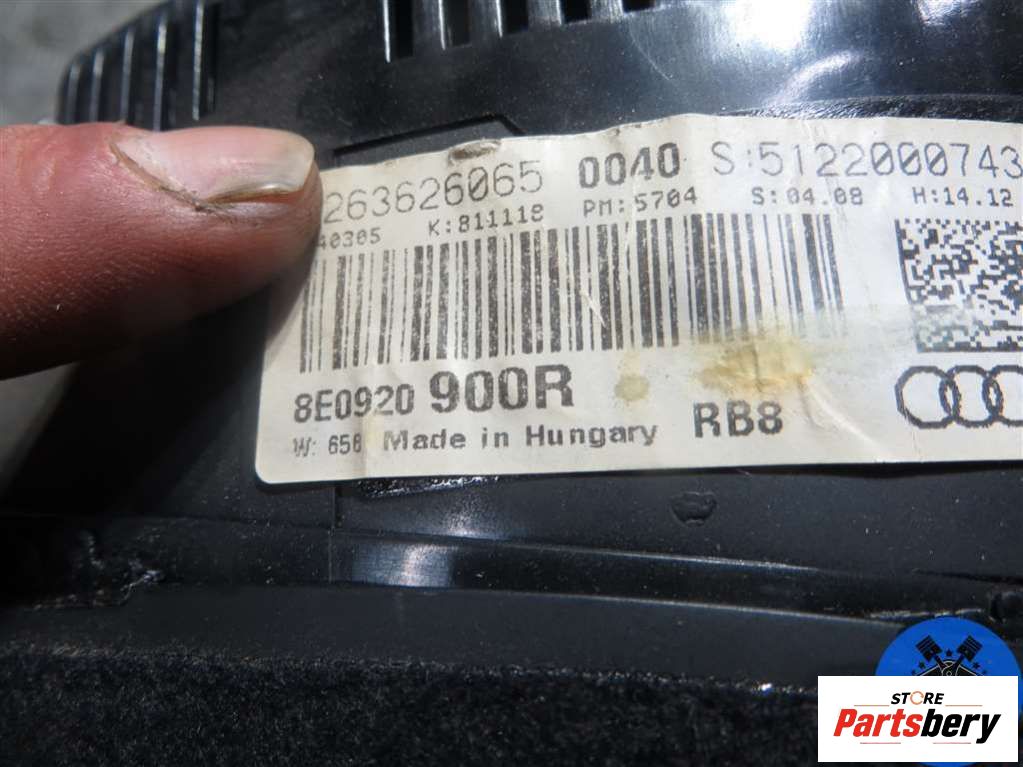 263626065 0040 S:5122000743
40305 K:811118 PM:5704 S:04.08 H:14.12
8E0920 900R
RB8
W: 656 Made in Hungary
STORE
Partsbery